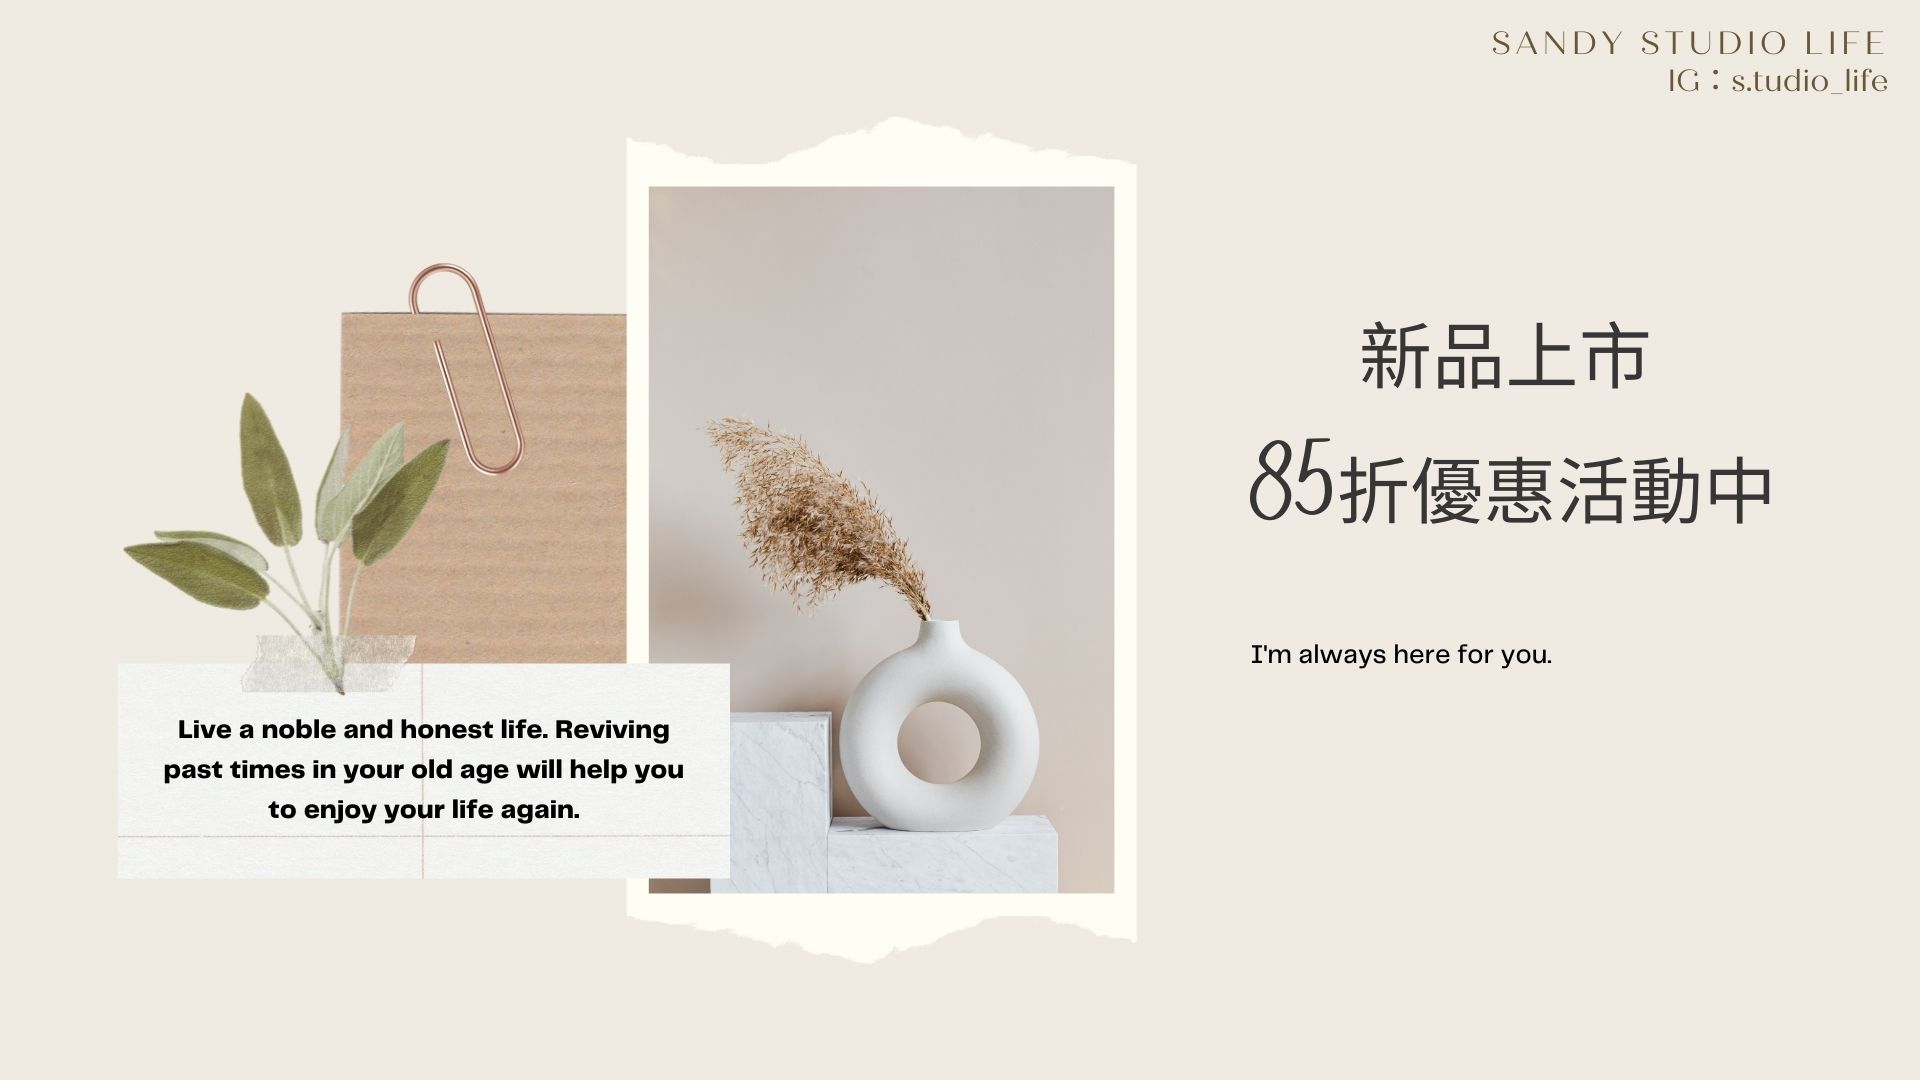 SANDY STUDIO LIFE
IG：s.tudio_life
新品上市
85折優惠活動中
I'm always here for you.
Live a noble and honest life. Reviving
past times in your old age will help you
to enjoy your life again.